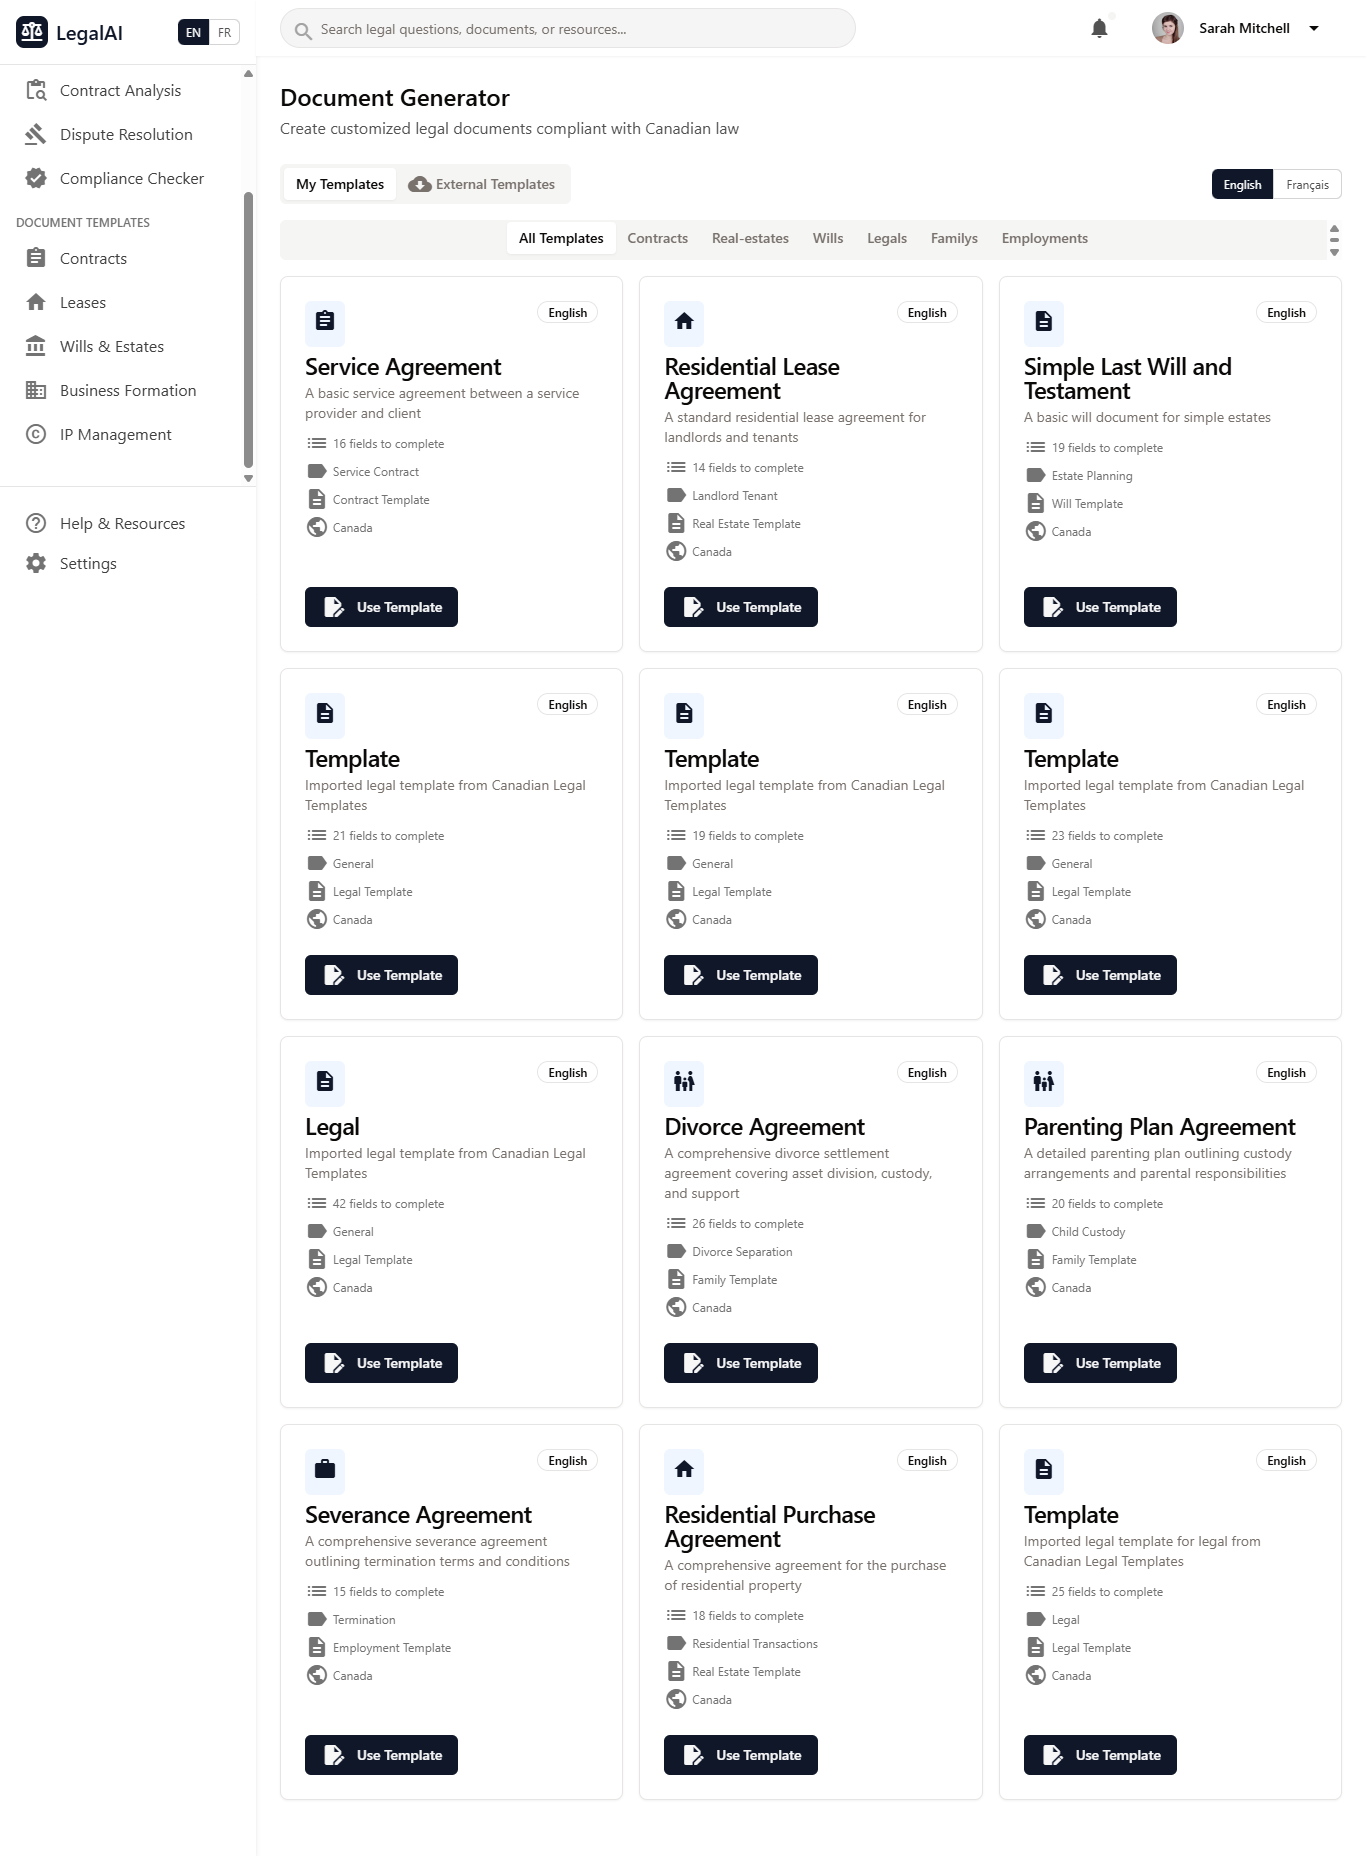 LegalAI
EN
FR
Search legal questions, documents, or resources...
Sarah Mitchell
Contract Analysis
Dispute Resolution
Compliance Checker
DOCUMENT TEMPLATES
Contracts
Leases
Wills & Estates
Business Formation
IP Management
Help & Resources
Settings
Document Generator
Create customized legal documents compliant with Canadian law
My Templates
External Templates
English
Français
All Templates
Contracts
Real-estates
Wills
Legals
Familys
Employments
English
Service Agreement
A basic service agreement between a service
provider and client
16 fields to complete
Service Contract
Contract Template
Canada
Use Template
English
Residential Lease
Agreement
A standard residential lease agreement for
landlords and tenants
14 fields to complete
Landlord Tenant
Real Estate Template
Canada
Use Template
English
Simple Last Will and
Testament
A basic will document for simple estates
19 fields to complete
Estate Planning
Will Template
Canada
Use Template
English
Template
Imported legal template from Canadian Legal
Templates
21 fields to complete
General
Legal Template
Canada
Use Template
English
Template
Imported legal template from Canadian Legal
Templates
19 fields to complete
General
Legal Template
Canada
Use Template
English
Template
Imported legal template from Canadian Legal
Templates
23 fields to complete
General
Legal Template
Canada
Use Template
English
Legal
Imported legal template from Canadian Legal
Templates
42 fields to complete
General
Legal Template
Canada
Use Template
English
Divorce Agreement
A comprehensive divorce settlement
agreement covering asset division, custody,
and support
26 fields to complete
Divorce Separation
Family Template
Canada
Use Template
English
Parenting Plan Agreement
A detailed parenting plan outlining custody
arrangements and parental responsibilities
20 fields to complete
Child Custody
Family Template
Canada
Use Template
English
Severance Agreement
A comprehensive severance agreement
outlining termination terms and conditions
15 fields to complete
Termination
Employment Template
Canada
Use Template
English
Residential Purchase
Agreement
A comprehensive agreement for the purchase
of residential property
18 fields to complete
Residential Transactions
Real Estate Template
Canada
Use Template
English
Template
Imported legal template for legal from
Canadian Legal Templates
25 fields to complete
Legal
Legal Template
Canada
Use Template